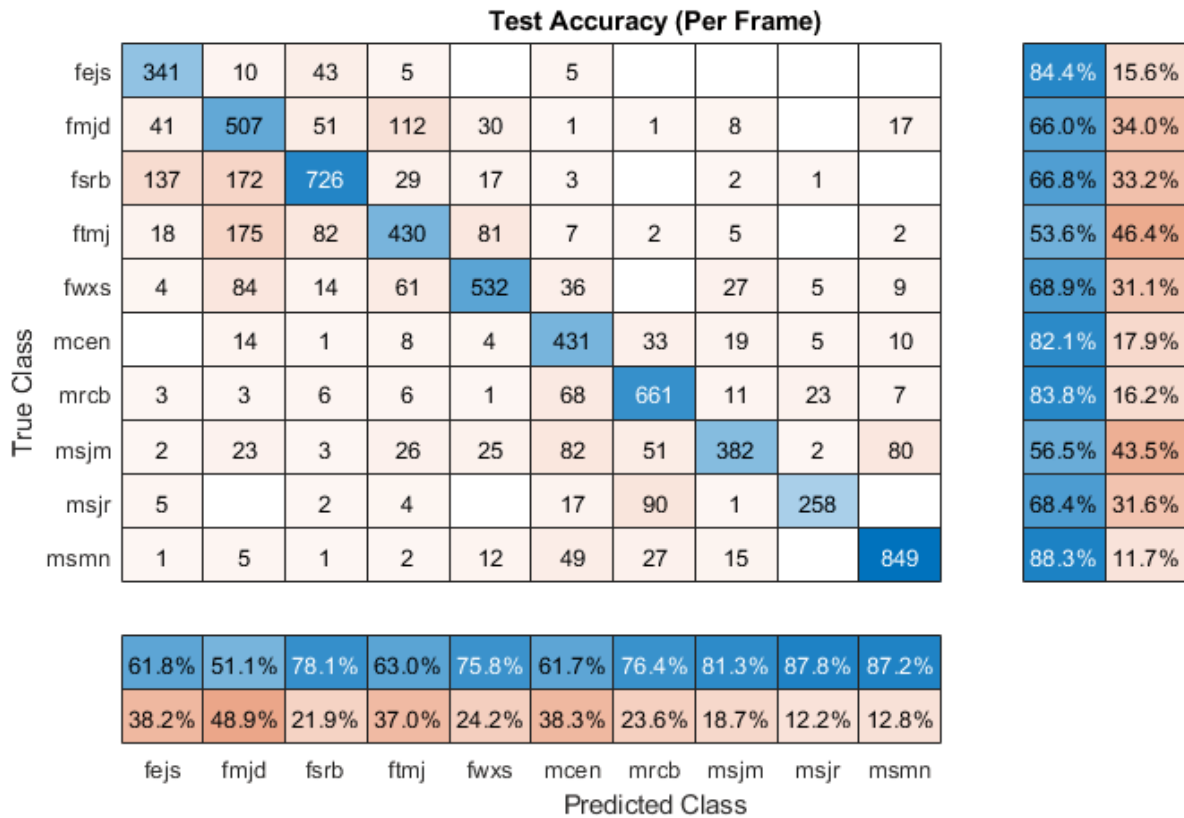 Test Accuracy (Per Frame)
fejs 341 10 43 5 5 84.4% 15.6%
fmjd 41 507 51 112 30 1 1 8 17 66.0% 34.0%
fsrb 137 172 726 29 17 3 2 1 66.8% 33.2%
ftmj 18 175 82 430 81 7 2 5 2 53.6% 46.4%
fwxs 4 84 14 61 532 36 27 5 9 68.9% 31.1%
mcen 14 1 8 4 431 33 19 5 10 82.1% 17.9%
mrcb 3 3 6 6 1 68 661 11 23 7 83.8% 16.2%
msjm 2 23 3 26 25 82 51 382 2 80 56.5% 43.5%
msjr 5 2 4 17 90 1 258 68.4% 31.6%
msmn 1 5 1 2 12 49 27 15 849 88.3% 11.7%
True Class
61.8% 51.1% 78.1% 63.0% 75.8% 61.7% 76.4% 81.3% 87.8% 87.2%
38.2% 48.9% 21.9% 37.0% 24.2% 38.3% 23.6% 18.7% 12.2% 12.8%
fejs fmjd fsrb ftmj fwxs mcen mrcb msjm msjr msmn
Predicted Class